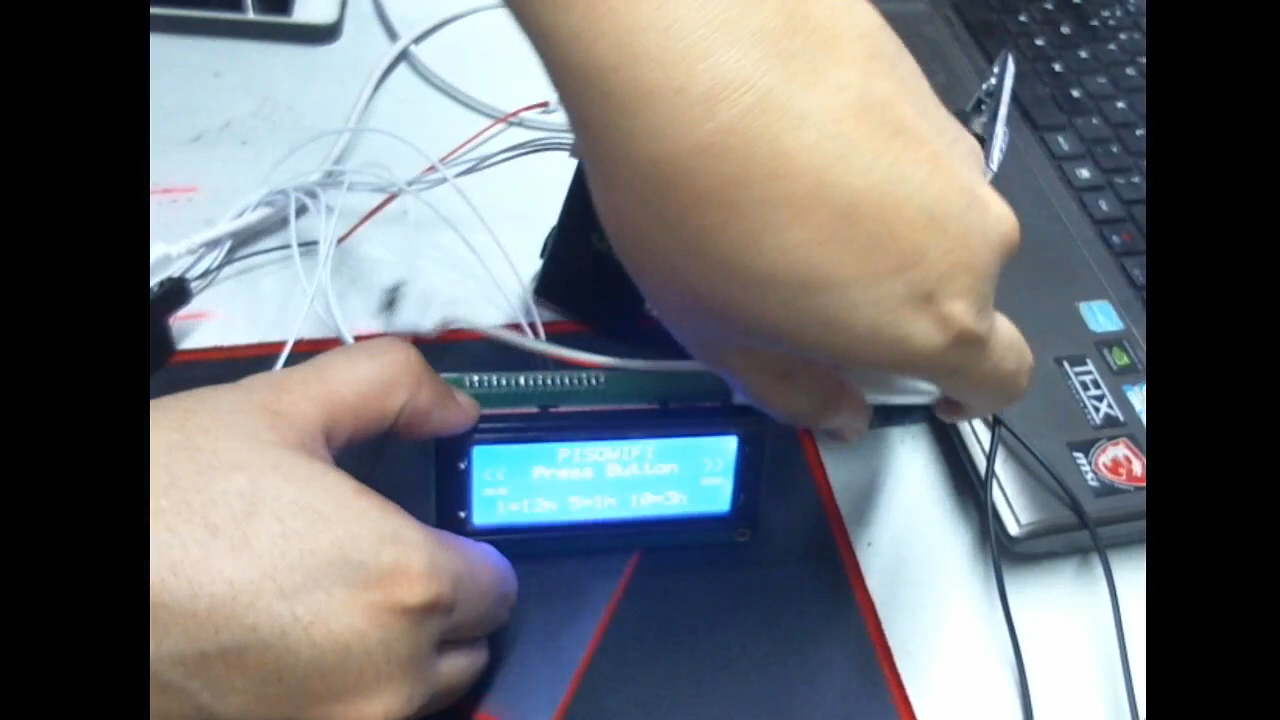 PISOWIFI
<< Press Button >>
1=12m 5=1h 10=3h
THX
msi